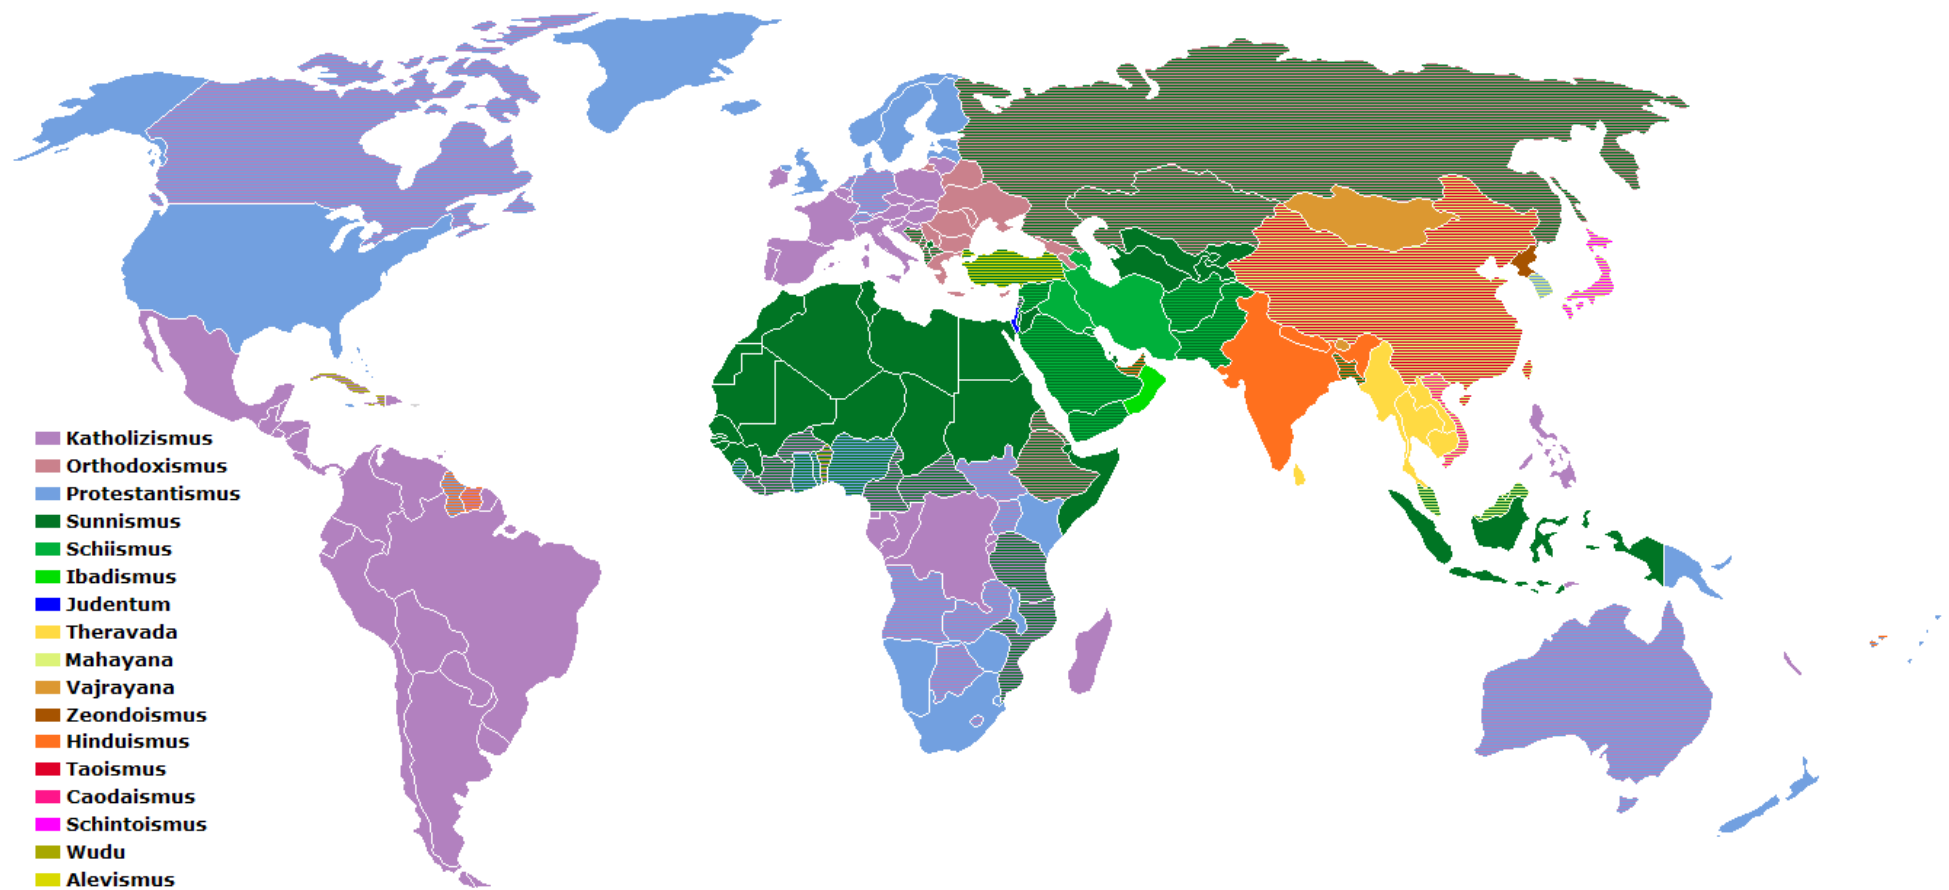 Katholizismus
Orthodoxismus
Protestantismus
Sunnismus
Schiismus
Ibadismus
Judentum
Theravada
Mahayana
Vajrayana
Zeondoismus
Hinduismus
Taoismus
Caodaismus
Schintoismus
Wudu
Alevismus